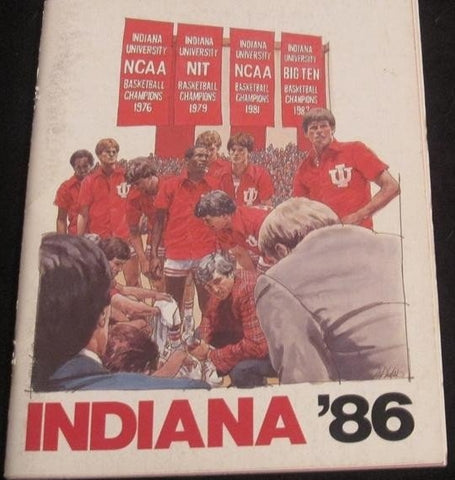 INDIANA
UNIVERSITY
NCAA
BASKETBALL
CHAMPIONS
1976
INDIANA
UNIVERSITY
NIT
BASKETBALL
CHAMPIONS
1979
INDIANA
UNIVERSITY
NCAA
BASKETBALL
CHAMPIONS
1981
INDIANA
UNIVERSITY
BIG TEN
BASKETBALL
CHAMPIONS
1983
INDIANA '86